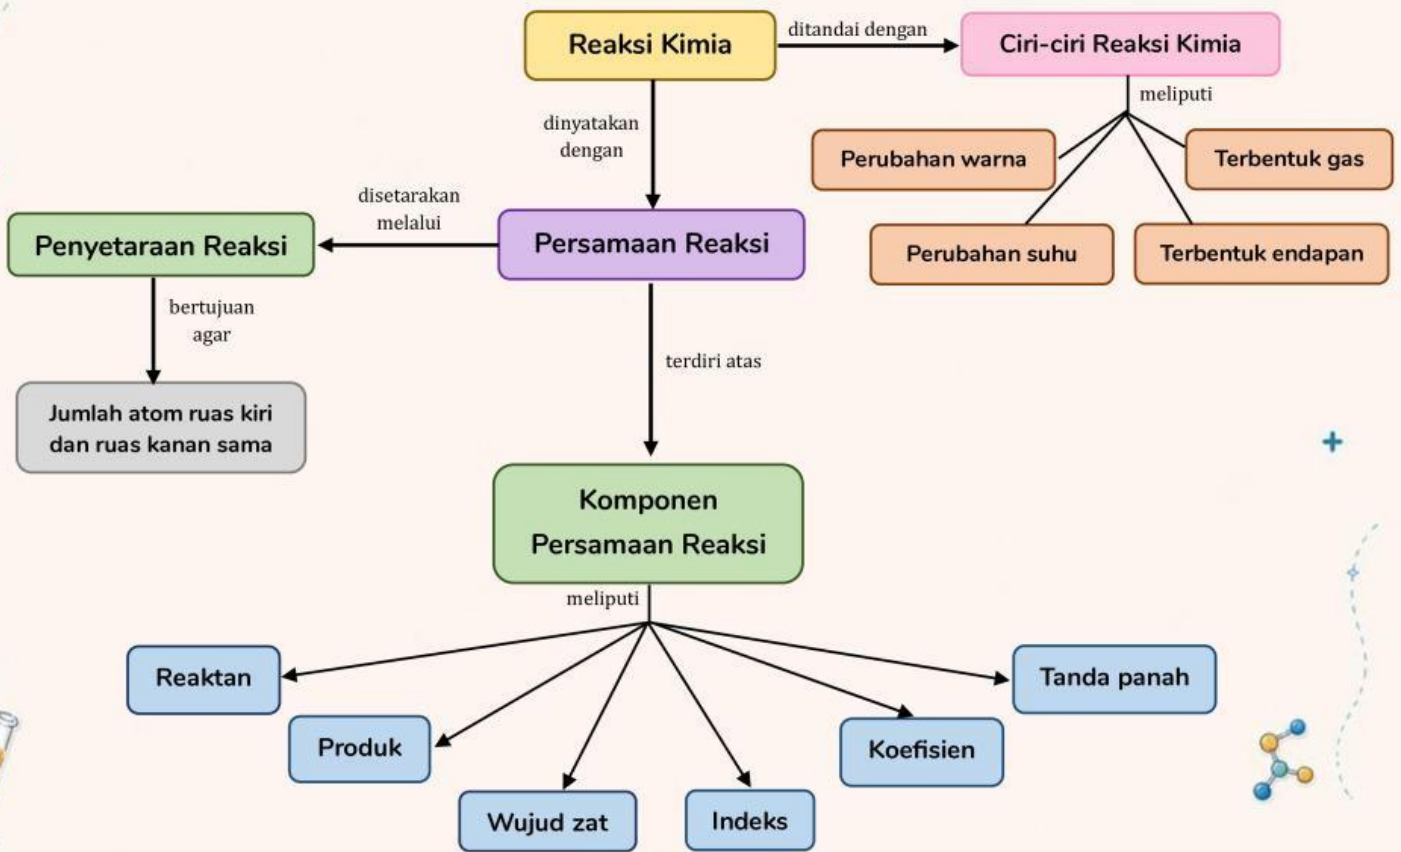 Reaksi Kimia
ditandai dengan
Ciri-ciri Reaksi Kimia
meliputi
dinyatakan
dengan
Perubahan warna
Terbentuk gas
Perubahan suhu
Terbentuk endapan
disetarakan
melalui
Penyetaraan Reaksi
Persamaan Reaksi
bertujuan
agar
terdiri atas
Jumlah atom ruas kiri
dan ruas kanan sama
Komponen
Persamaan Reaksi
meliputi
Reaktan
Produk
Wujud zat
Indeks
Koefisien
Tanda panah